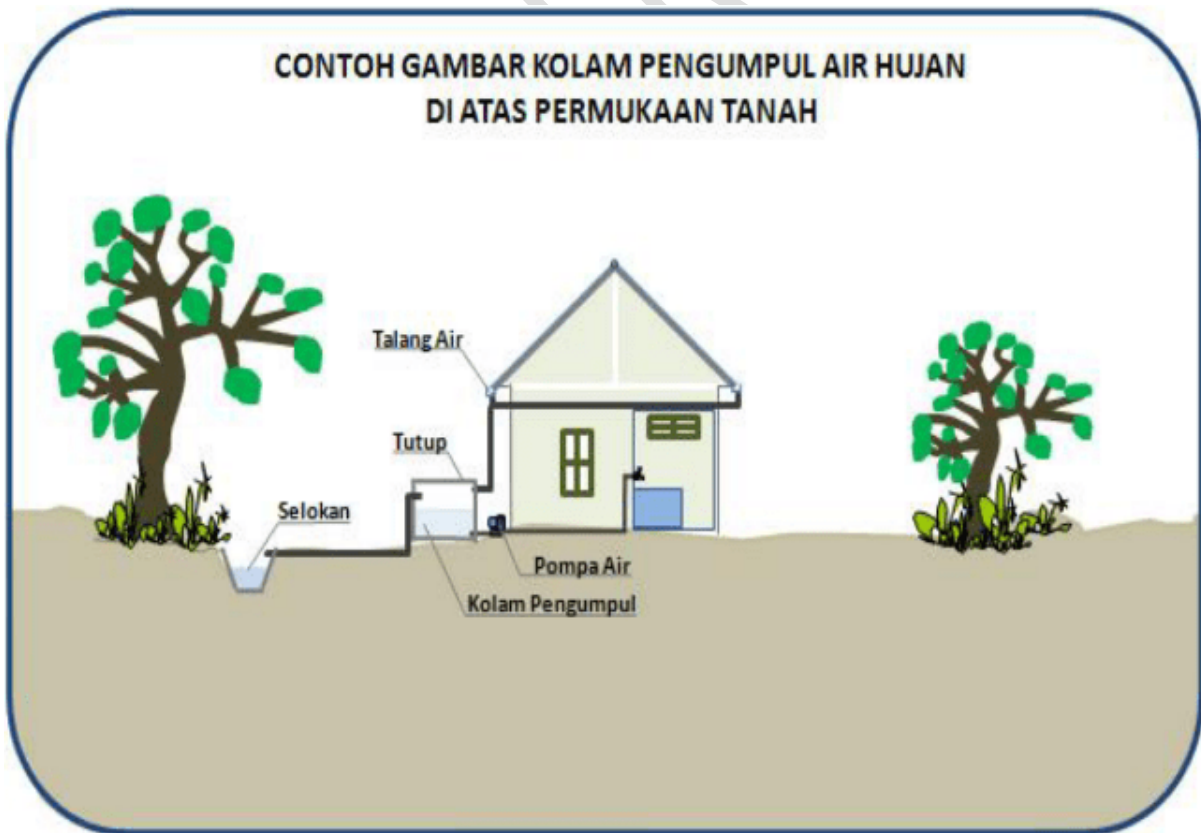 CONTOH GAMBAR KOLAM PENGUMPUL AIR HUJAN
DI ATAS PERMUKAAN TANAH
Talang Air
Tutup
Selokan
Pompa Air
Kolam Pengumpul